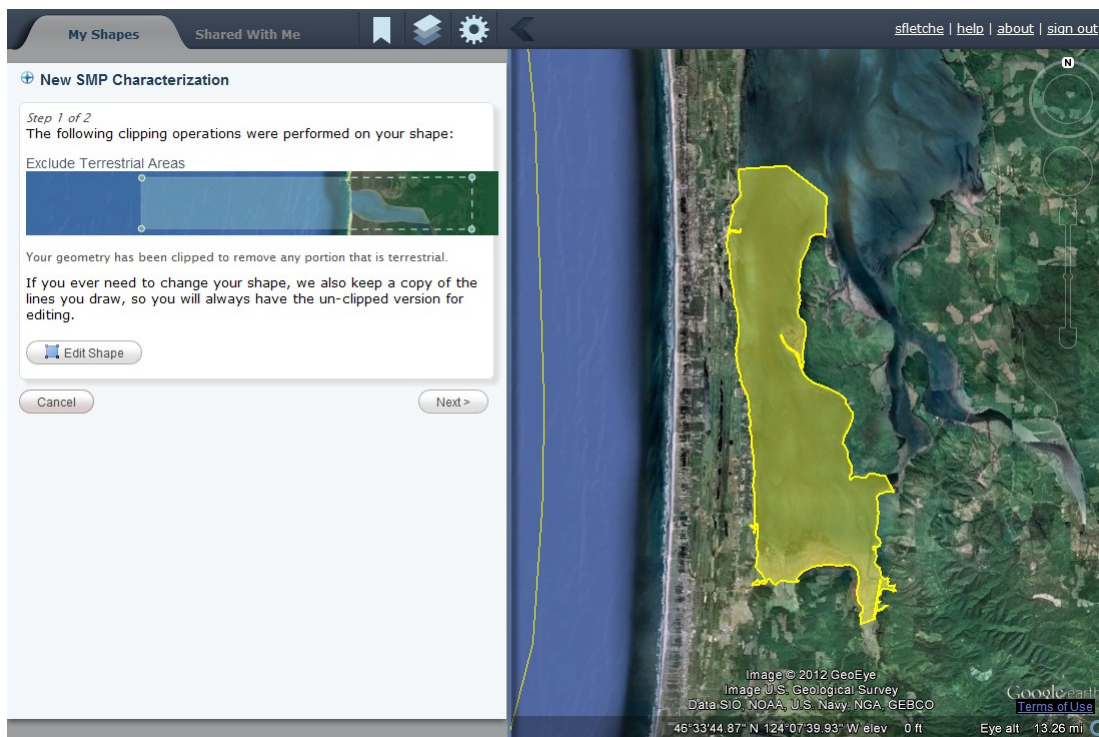 My Shapes
Shared With Me
sfletche | help | about | sign out
New SMP Characterization
Step 1 of 2
The following clipping operations were performed on your shape:
Exclude Terrestrial Areas
Your geometry has been clipped to remove any portion that is terrestrial.
If you ever need to change your shape, we also keep a copy of the
lines you draw, so you will always have the un-clipped version for
editing.
Edit Shape
Cancel
Next >
N
Image © 2012 GeoEye
Image U.S. Geological Survey
Data SIO, NOAA, U.S. Navy, NGA, GEBCO
Google earth
Terms of Use
46°33'44.87" N 124°07'39.93" W elev 0 ft
Eye alt 13.26 mi